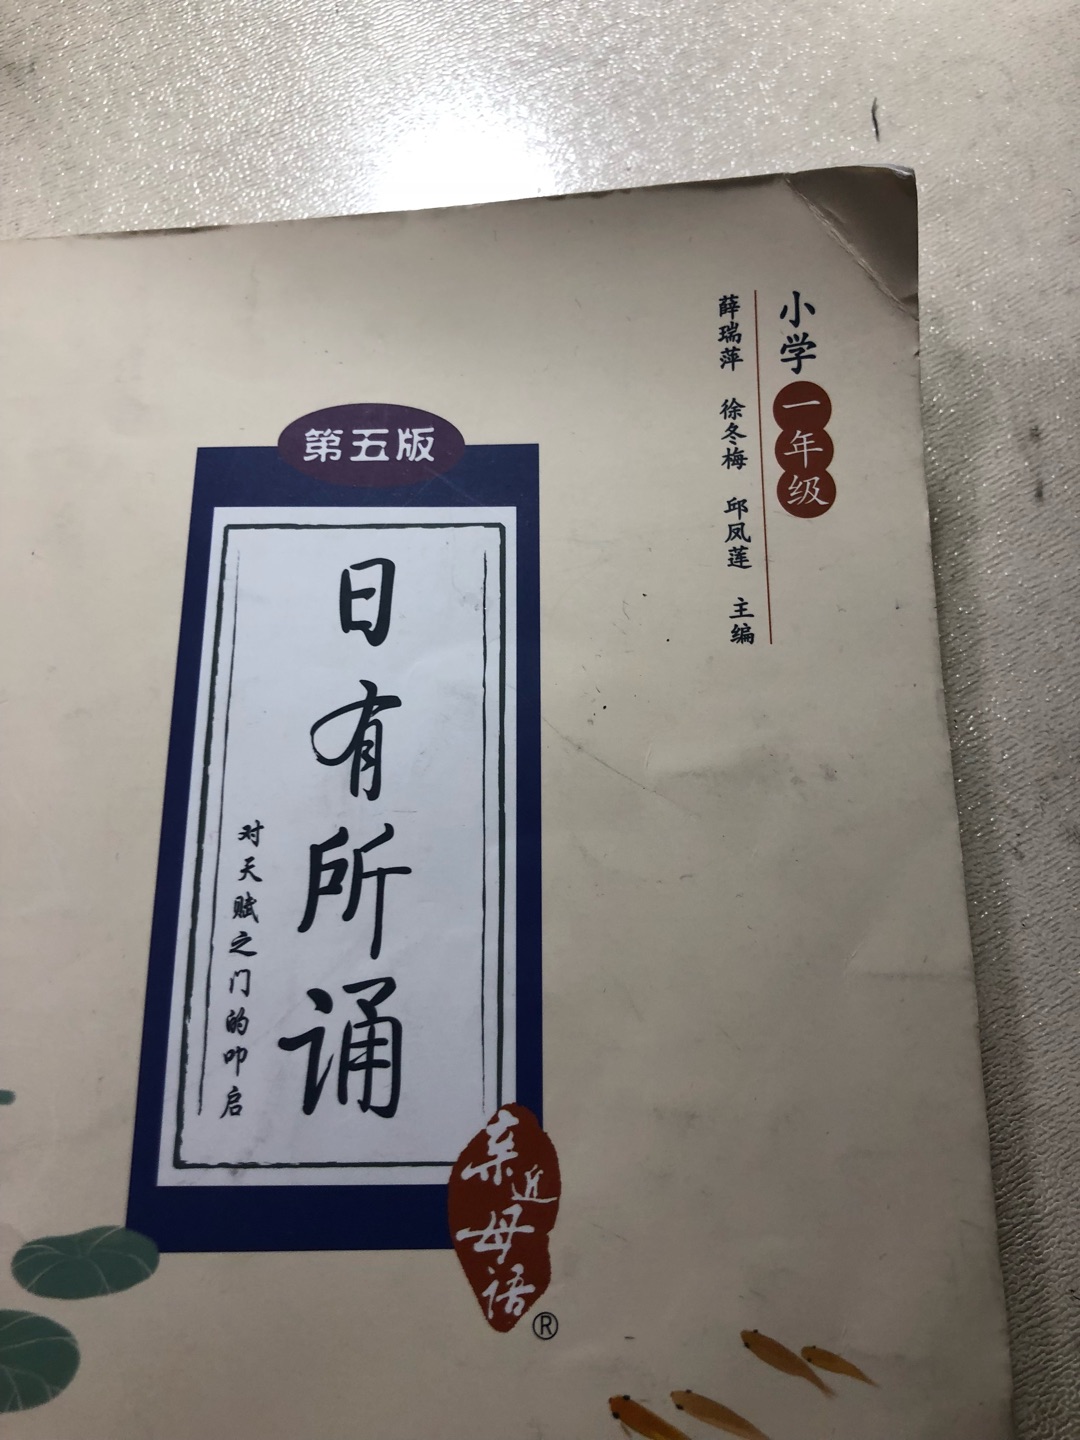 小学一年级
薛瑞萍 徐冬梅 邱凤莲 主编
第五版
日有所诵
对天赋之门的叩启
亲近母语
®